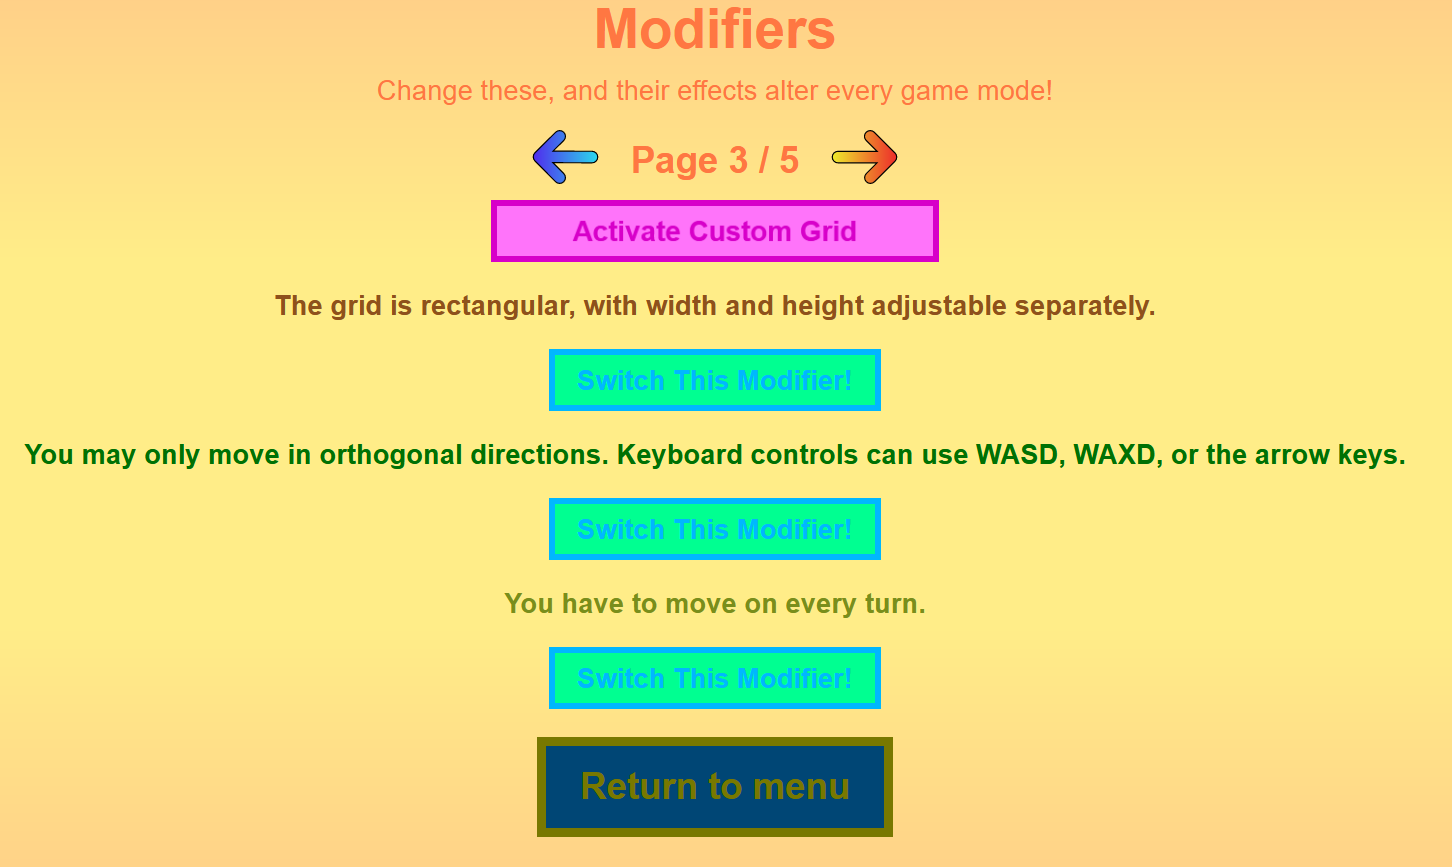 Modifiers
Change these, and their effects alter every game mode!
Page 3 / 5
Activate Custom Grid
The grid is rectangular, with width and height adjustable separately.
Switch This Modifier!
You may only move in orthogonal directions. Keyboard controls can use WASD, WAXD, or the arrow keys.
Switch This Modifier!
You have to move on every turn.
Switch This Modifier!
Return to menu